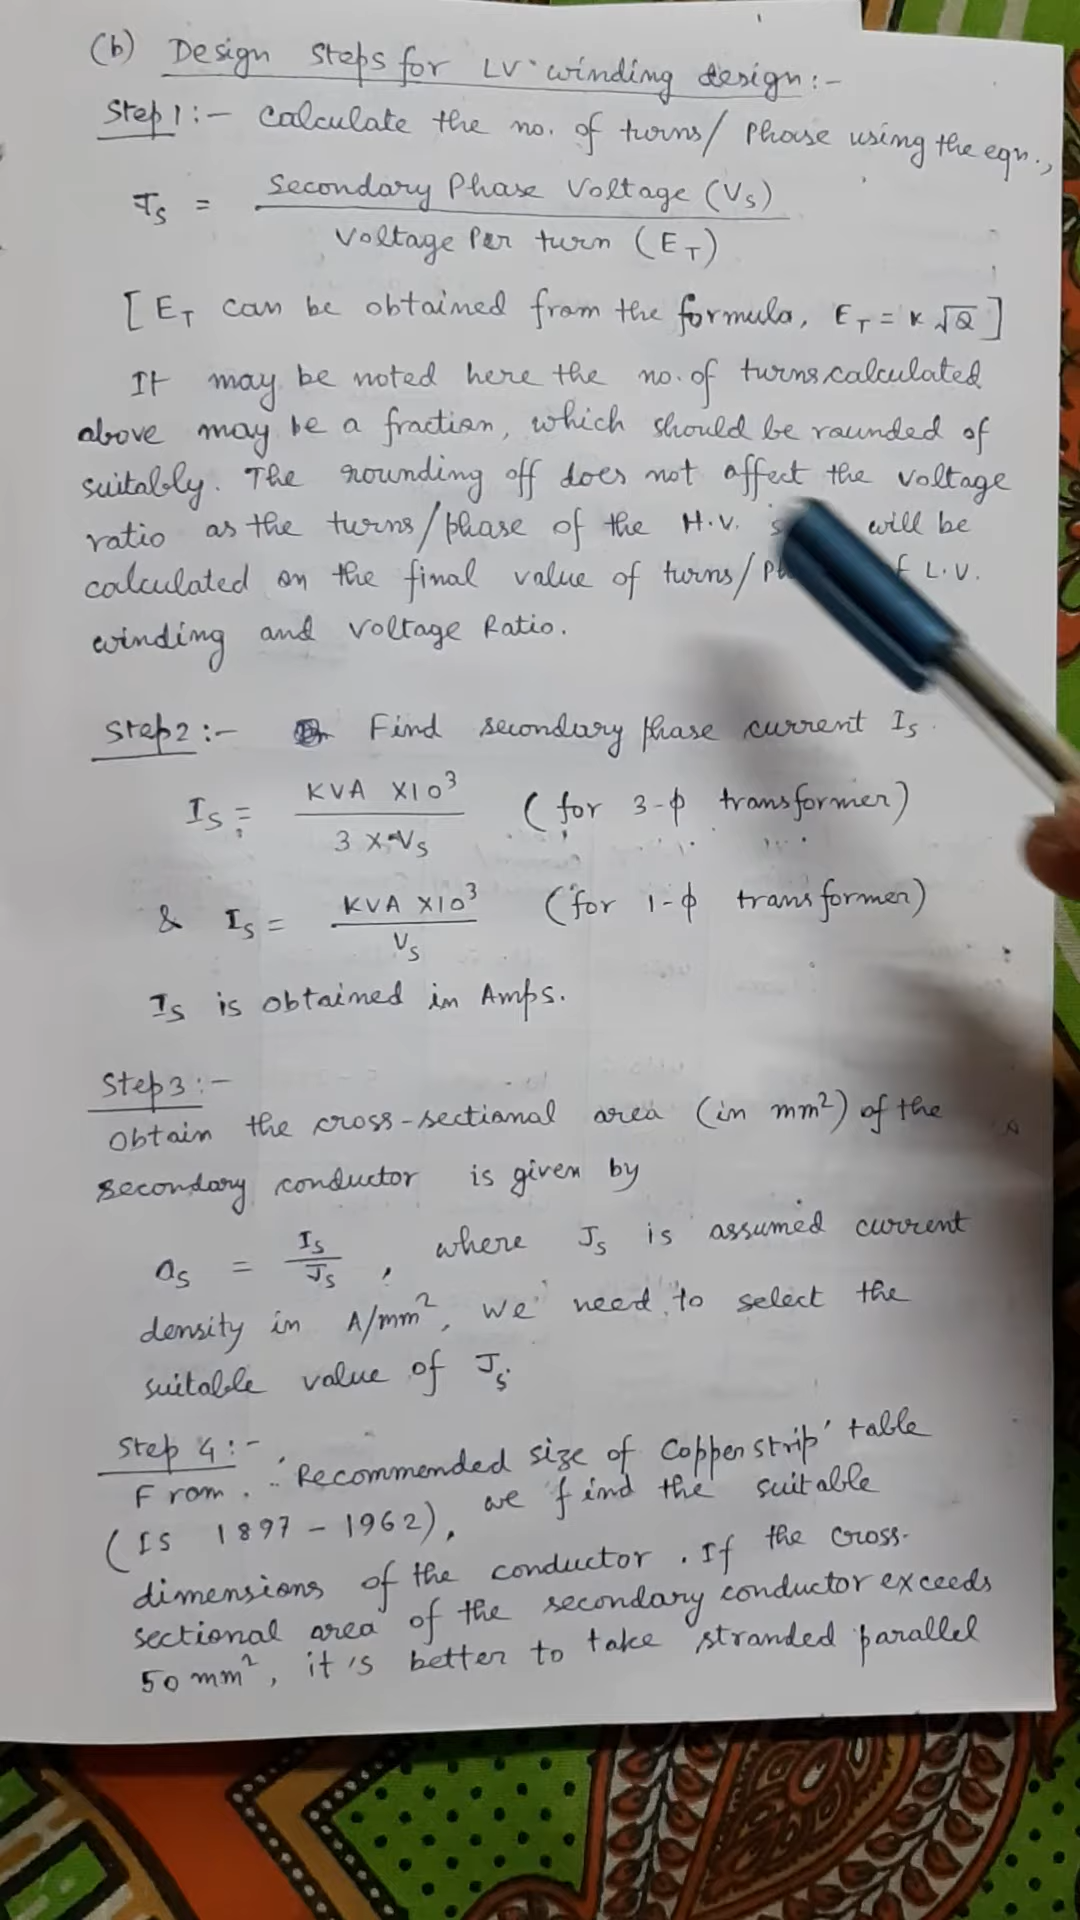 (b) Design Steps for LV winding design:-
Step 1:- Calculate the no. of turns/ Phase using the eqn.,
Ts = Secondary Phase Voltage (Vs)
Voltage Per turn (ET)
[ ET can be obtained from the formula, ET = K √Q ]
It may be noted here the no. of turns calculated
above may be a fraction, which should be rounded of
suitably. The rounding off does not affect the voltage
ratio as the turns/phase of the H.V. will be
calculated on the final value of turns/ L.V.
winding and Voltage Ratio.
Step 2:- Find secondary phase current Is
Is = KVA X10³ / 3 X Vs (for 3-ϕ transformer)
& Is = KVA X10³ / Vs (for 1-ϕ transformer)
Is is obtained in Amps.
Step 3:-
Obtain the cross-sectional area (in mm²) of the
secondary conductor is given by
as = Is / Js , where Js is assumed current
density in A/mm², we need to select the
suitable value of Js.
Step 4:-
From 'Recommended size of Copper strip' table
(IS 1897 - 1962), we find the suitable
dimensions of the conductor. If the cross-
sectional area of the secondary conductor exceeds
50 mm², it's better to take stranded parallel